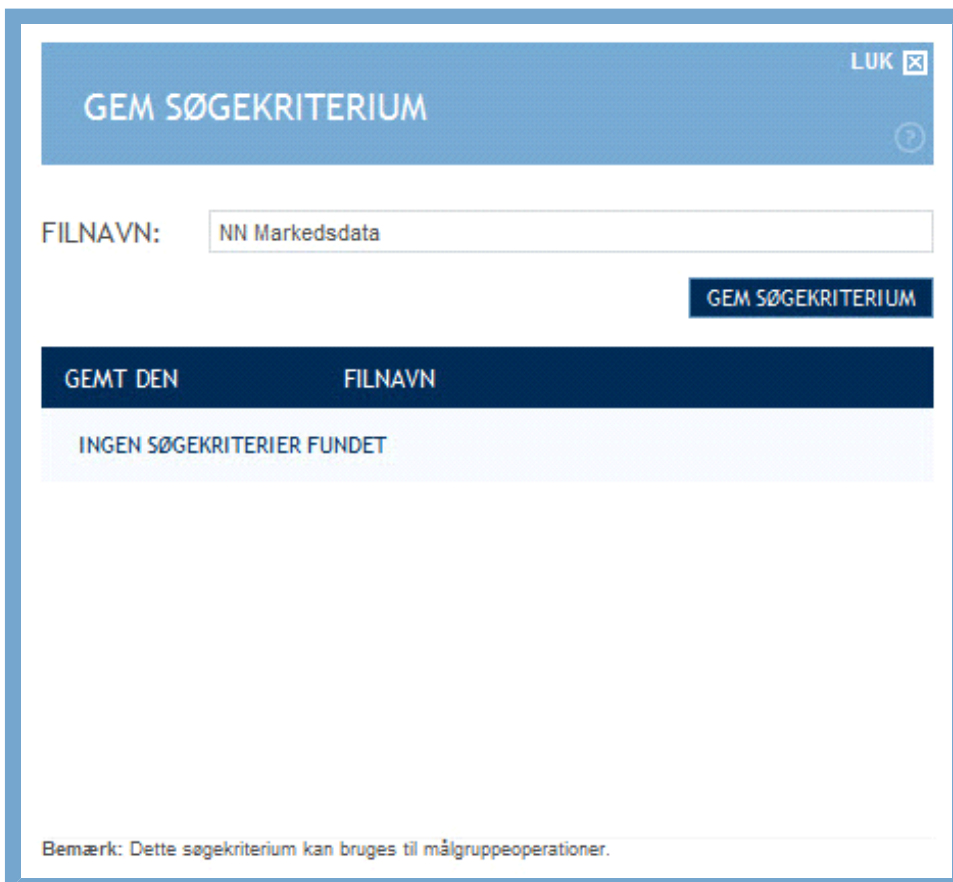 LUK
GEM SØGEKRITERIUM
?
FILNAVN: NN Markedsdata
GEM SØGEKRITERIUM
GEMT DEN FILNAVN
INGEN SØGEKRITERIER FUNDET
Bemærk: Dette søgekriterium kan bruges til målgruppeoperationer.